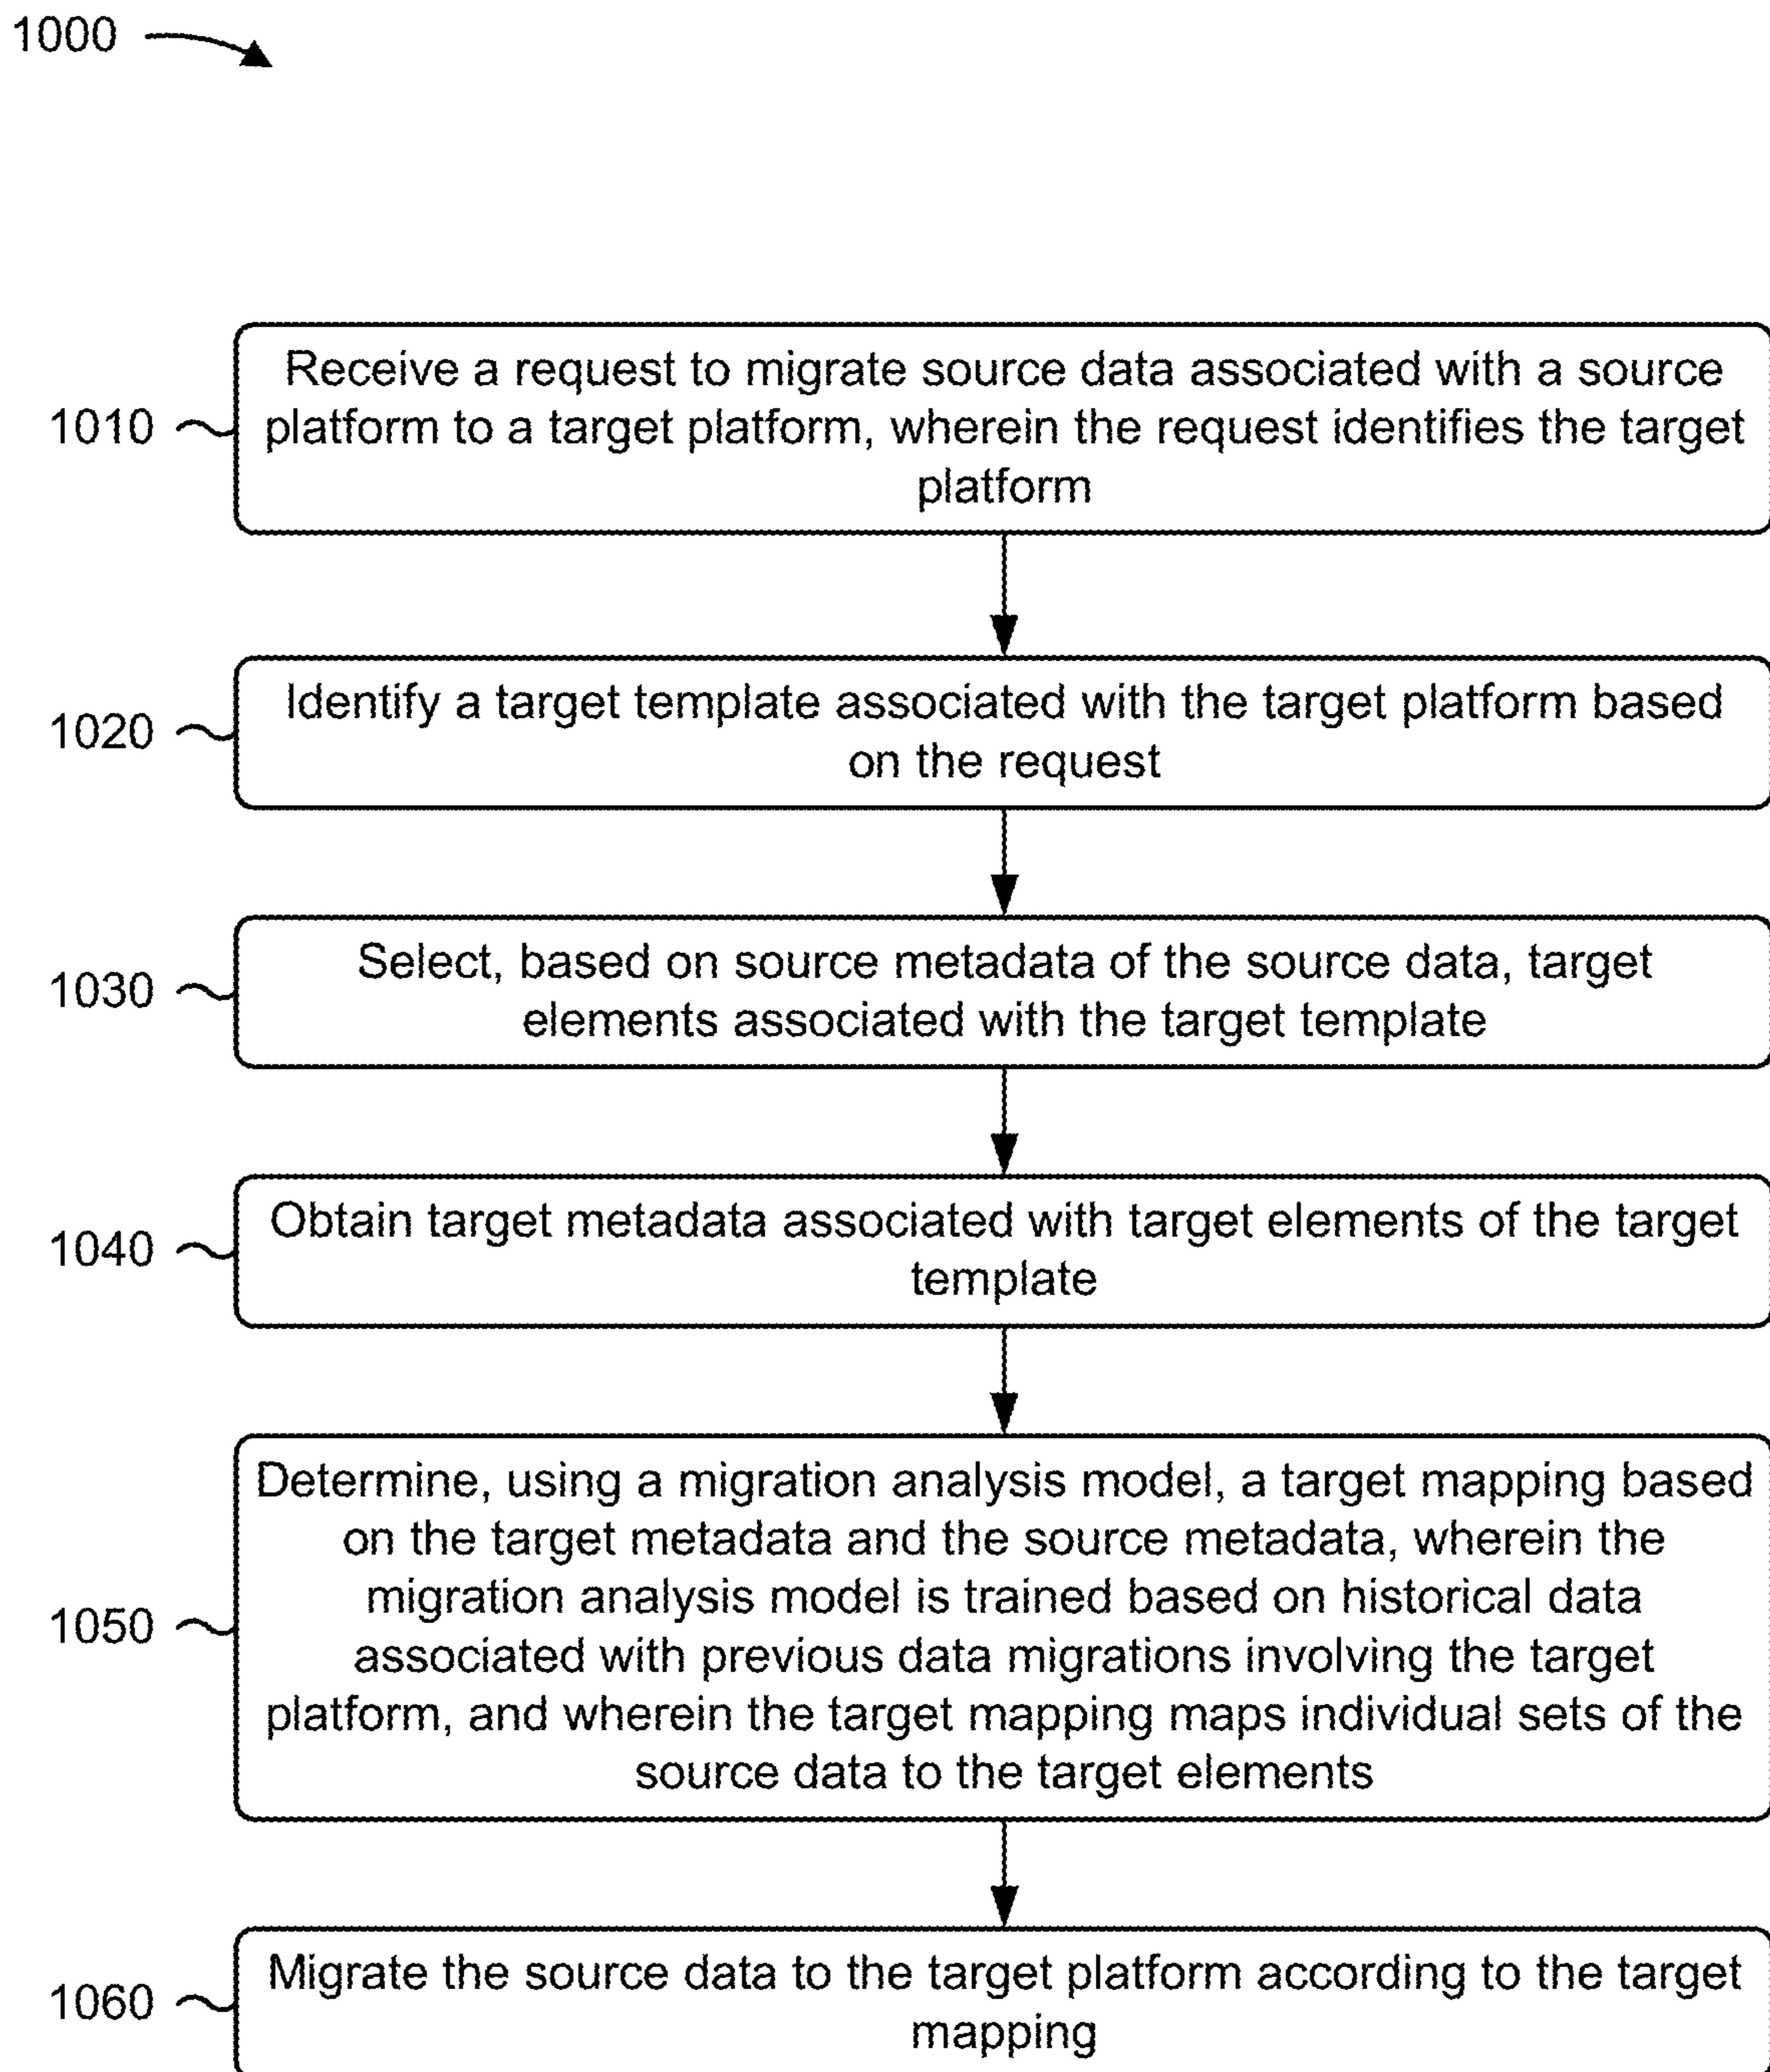 1000
Receive a request to migrate source data associated with a source
1010
platform to a target platform, wherein the request identifies the target
platform
Identify a target template associated with the target platform based
1020
on the request
Select, based on source metadata of the source data, target
1030
elements associated with the target template
Obtain target metadata associated with target elements of the target
1040
template
Determine, using a migration analysis model, a target mapping based
on the target metadata and the source metadata, wherein the
migration analysis model is trained based on historical data
1050
associated with previous data migrations involving the target
platform, and wherein the target mapping maps individual sets of the
source data to the target elements
Migrate the source data to the target platform according to the target
1060
mapping